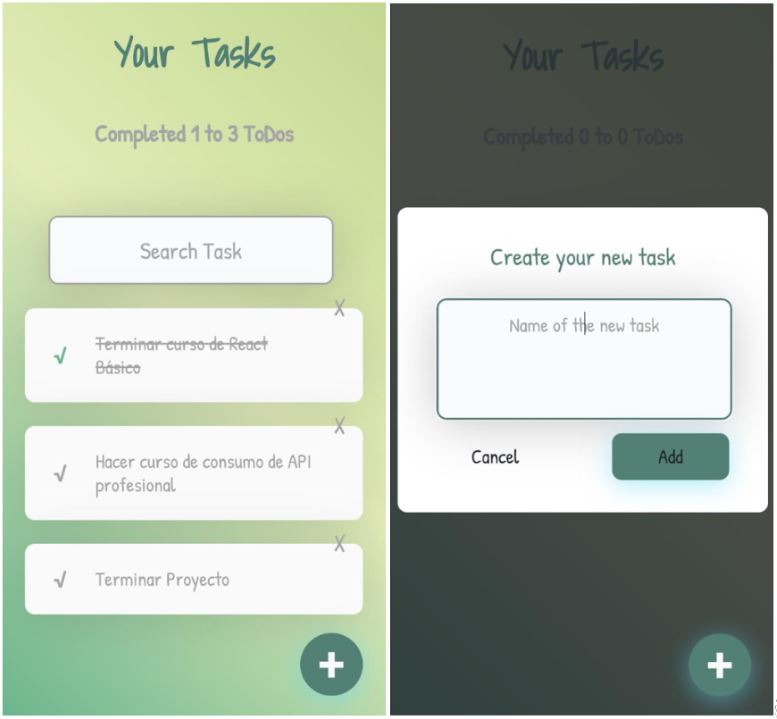 Your Tasks
Completed 1 to 3 ToDos
Search Task
X
√ Terminar curso de React
Básico
X
√ Hacer curso de consumo de API
profesional
X
√ Terminar Proyecto
+
Your Tasks
Completed 0 to 0 ToDos
Create your new task
Name of the new task
Cancel Add
+